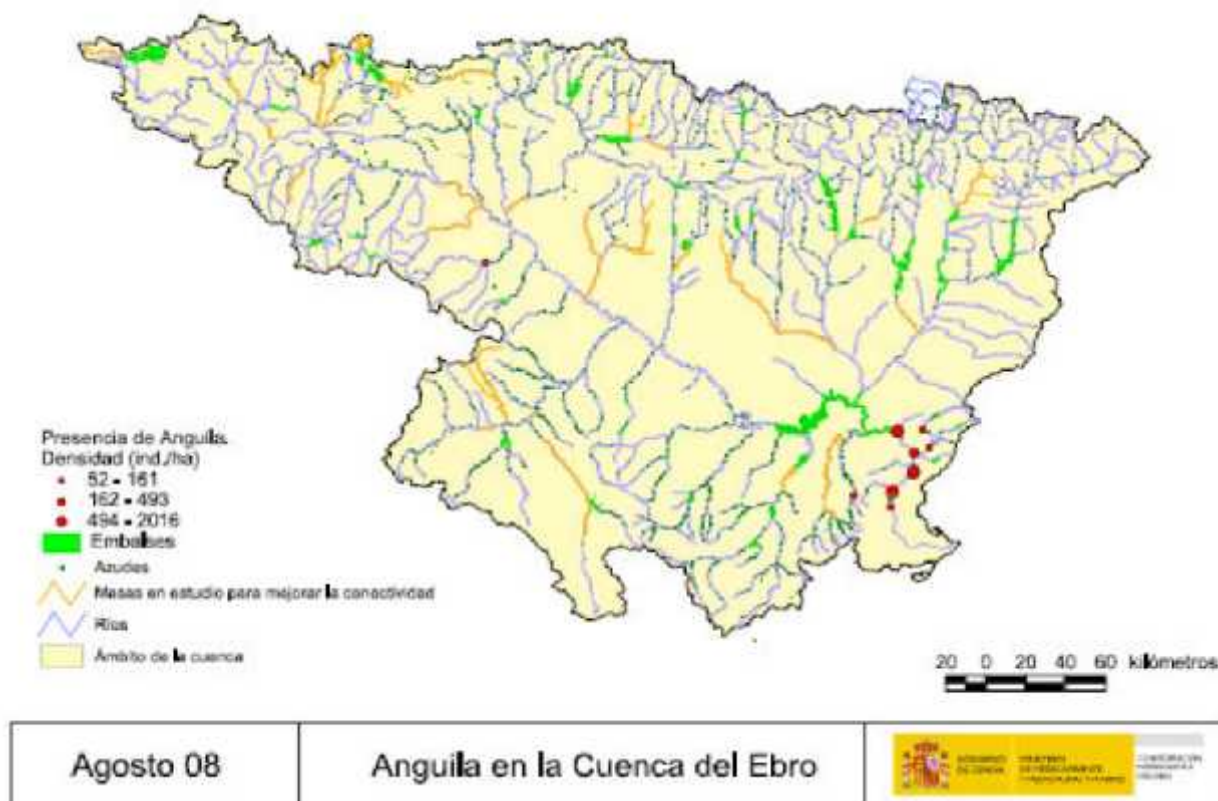 Presencia de Anguila.
Densidad (ind./ha)
52 - 161
162 - 493
494 - 2016
Embalses
Azudes
Masas en estudio para mejorar la conectividad
Ríos
Ámbito de la cuenca
20 0 20 40 60 kilómetros
Agosto 08
Anguila en la Cuenca del Ebro
GOBIERNO
DE ESPAÑA